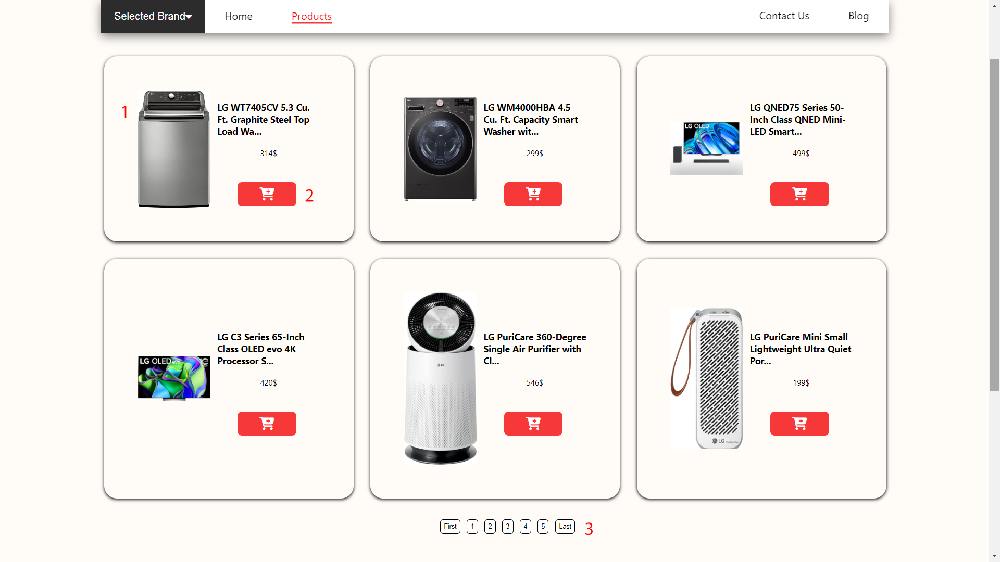 Selected Brand
Home
Products
Contact Us
Blog
1
LG WT7405CV 5.3 Cu.
Ft. Graphite Steel Top
Load Wa...
314$
2
LG WM4000HBA 4.5
Cu. Ft. Capacity Smart
Washer wit...
299$
LG OLED
LG QNED75 Series 50-
Inch Class QNED Mini-
LED Smart...
499$
LG OLED evo
LG C3 Series 65-Inch
Class OLED evo 4K
Processor S...
420$
LG
LG PuriCare 360-Degree
Single Air Purifier with
Cl...
546$
LG
LG PuriCare Mini Small
Lightweight Ultra Quiet
Por...
199$
First 1 2 3 4 5 Last
3